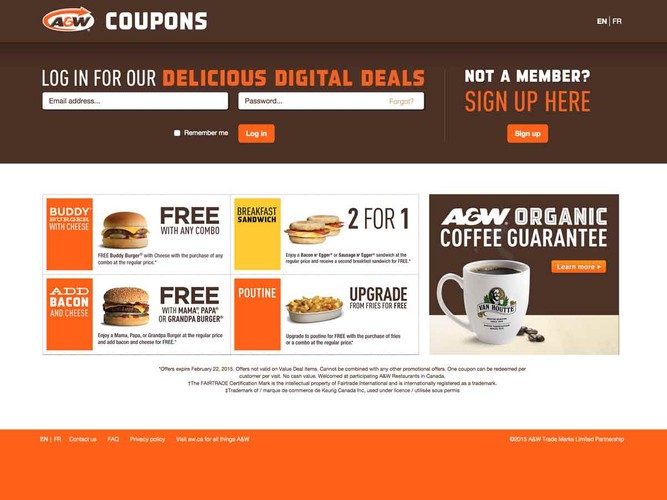 A&W COUPONS
EN | FR
LOG IN FOR OUR DELICIOUS DIGITAL DEALS
Email address...
Password...
Forgot?
Remember me
Log in
NOT A MEMBER?
SIGN UP HERE
Sign up
BUDDY
BURGER
WITH CHEESE
FREE
WITH ANY COMBO
FREE Buddy Burger® with Cheese with the purchase of any
combo at the regular price.*
BREAKFAST
SANDWICH
2 FOR 1
Enjoy a Bacon n' Egger® or Sausage n' Egger® sandwich at the
regular price and receive a second breakfast sandwich for FREE.*
ADD
BACON
AND CHEESE
FREE
WITH MAMA®, PAPA®
OR GRANDPA BURGER®
Enjoy a Mama, Papa, or Grandpa Burger at the regular price
and add bacon and cheese for FREE.*
POUTINE
UPGRADE
FROM FRIES FOR FREE
Upgrade to poutine for FREE with the purchase of fries
or a combo at the regular price.*
A&W ORGANIC
COFFEE GUARANTEE
Learn more
VAN HOUTTE
*Offers expire February 22, 2015. Offers not valid on Value Deal items. Cannot be combined with any other promotional offers. One coupon can be redeemed per
customer per visit. No cash value. Welcomed at participating A&W Restaurants in Canada.
†The FAIRTRADE Certification Mark is the intellectual property of Fairtrade International and is internationally registered as a trademark.
‡Trademark of / marque de commerce de Keurig Canada Inc, used under licence / utilisée sous permis
EN | FR Contact us FAQ Privacy policy Visit aw.ca for all things A&W
©2015 A&W Trade Marks Limited Partnership